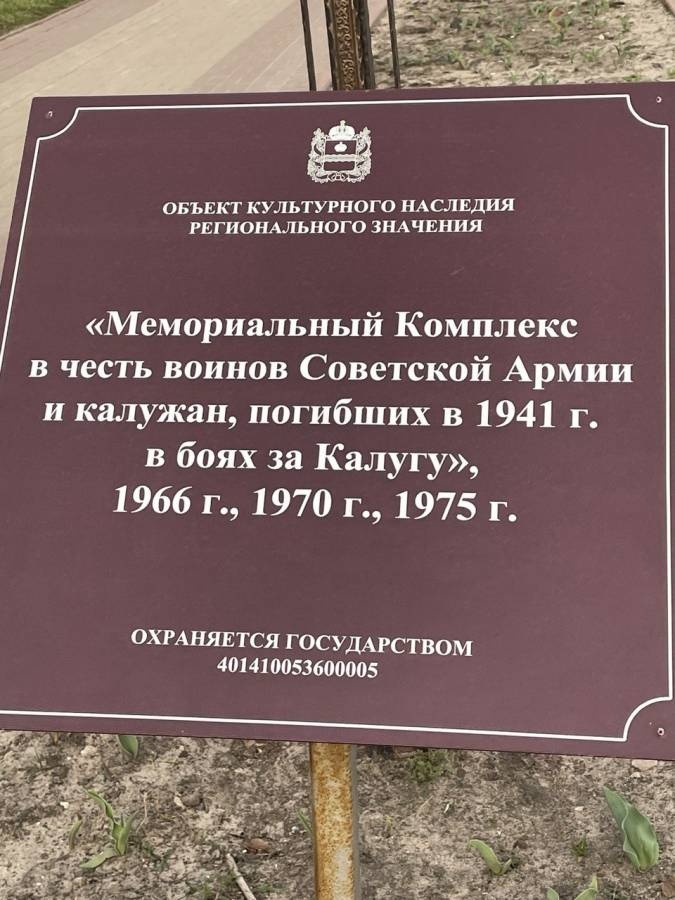 ОБЪЕКТ КУЛЬТУРНОГО НАСЛЕДИЯ
РЕГИОНАЛЬНОГО ЗНАЧЕНИЯ
«Мемориальный Комплекс
в честь воинов Советской Армии
и калужан, погибших в 1941 г.
в боях за Калугу»,
1966 г., 1970 г., 1975 г.
ОХРАНЯЕТСЯ ГОСУДАРСТВОМ
401410053600005